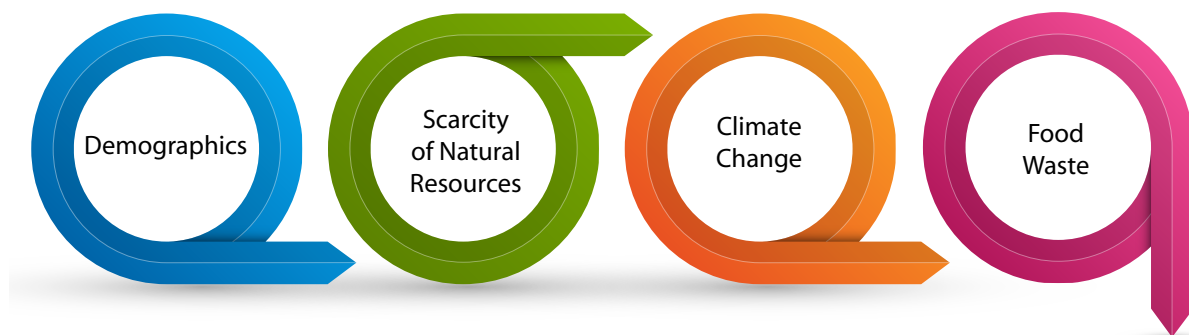 Demographics
Scarcity
of Natural
Resources
Climate
Change
Food
Waste